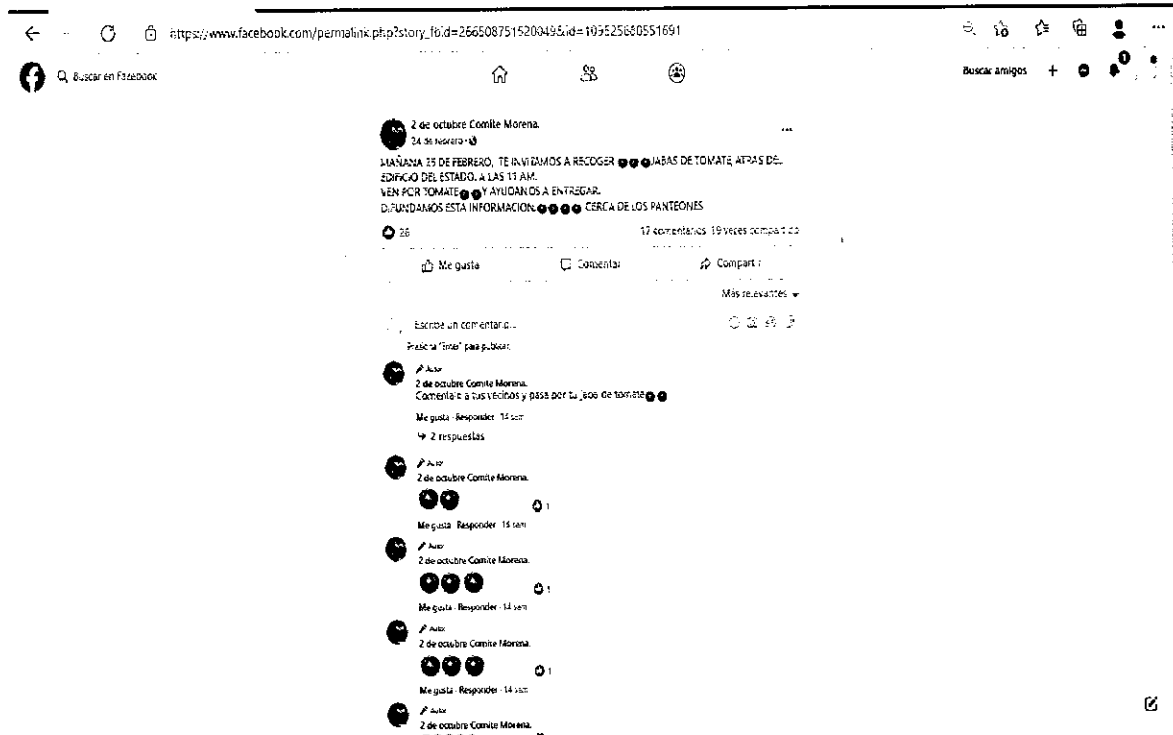 https://www.facebook.com/permalink.php?story_fbid=266508751520049&id=109525680551691
Buscar en Facebook
Buscar amigos
1
2 de octubre Comite Morena.
24 de febrero
MAÑANA 25 DE FEBRERO, TE INVITAMOS A RECOGER JABAS DE TOMATE, ATRAS DEL
EDIFICIO DEL ESTADO. A LAS 11 AM.
VEN POR TOMATE Y AYUDANOS A ENTREGAR.
DIFUNDAMOS ESTA INFORMACION. CERCA DE LOS PANTEONES
26
17 comentarios 19 veces compartido
Me gusta
Comentar
Compartir
Más relevantes
Escribe un comentario...
Presiona "Enter" para publicar.
Autor
2 de octubre Comite Morena.
Comentale a tus vecinos y pasa por tu jaba de tomate
Me gusta · Responder · 14 sem
2 respuestas
Autor
2 de octubre Comite Morena.
1
Me gusta · Responder · sem
Autor
2 de octubre Comite Morena.
1
Me gusta · Responder · 14 sem
Autor
2 de octubre Comite Morena.
1
Me gusta · Responder · 14 sem
Autor
2 de octubre Comite Morena.